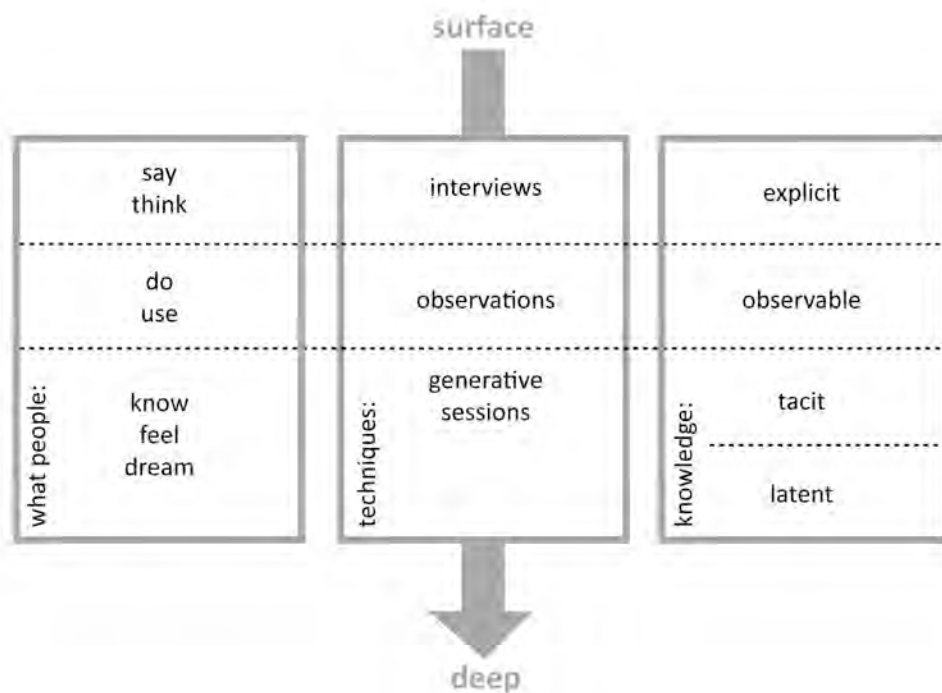 surface
say
think
interviews
explicit
do
use
observations
observable
what people:
know
feel
dream
techniques:
generative
sessions
knowledge:
tacit
latent
deep